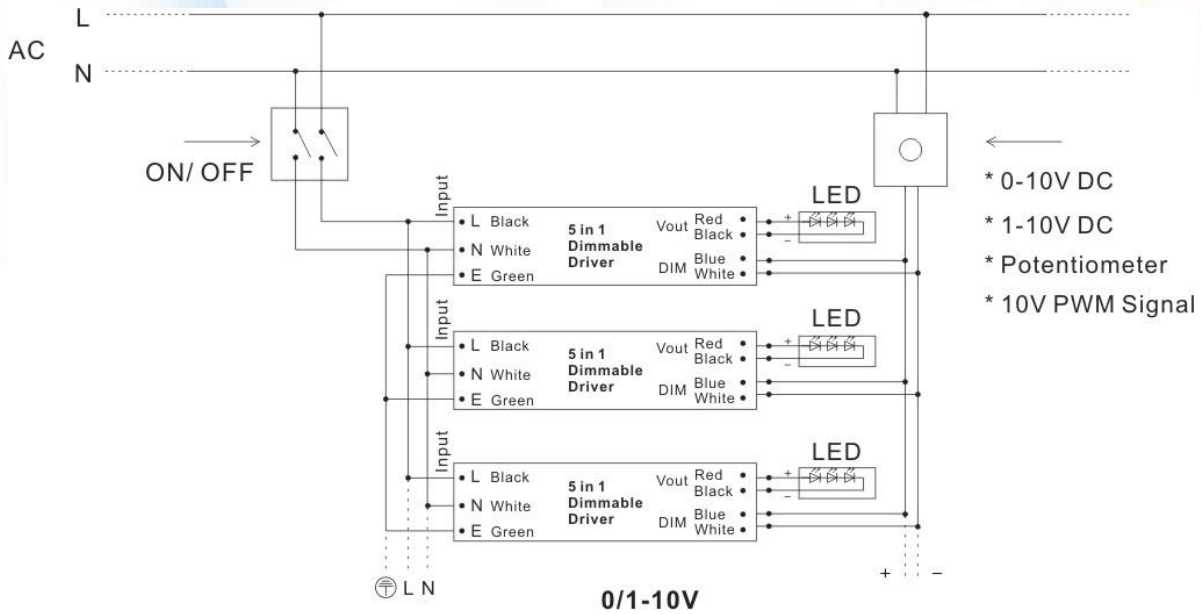 L
AC
N
ON/ OFF
* 0-10V DC
* 1-10V DC
* Potentiometer
* 10V PWM Signal
Input
L Black
N White
E Green
5 in 1
Dimmable
Driver
Vout Red
Black
DIM Blue
White
LED
+
−
Input
L Black
N White
E Green
5 in 1
Dimmable
Driver
Vout Red
Black
DIM Blue
White
LED
+
−
Input
L Black
N White
E Green
5 in 1
Dimmable
Driver
Vout Red
Black
DIM Blue
White
LED
+
−
L N
+ −
0/1-10V